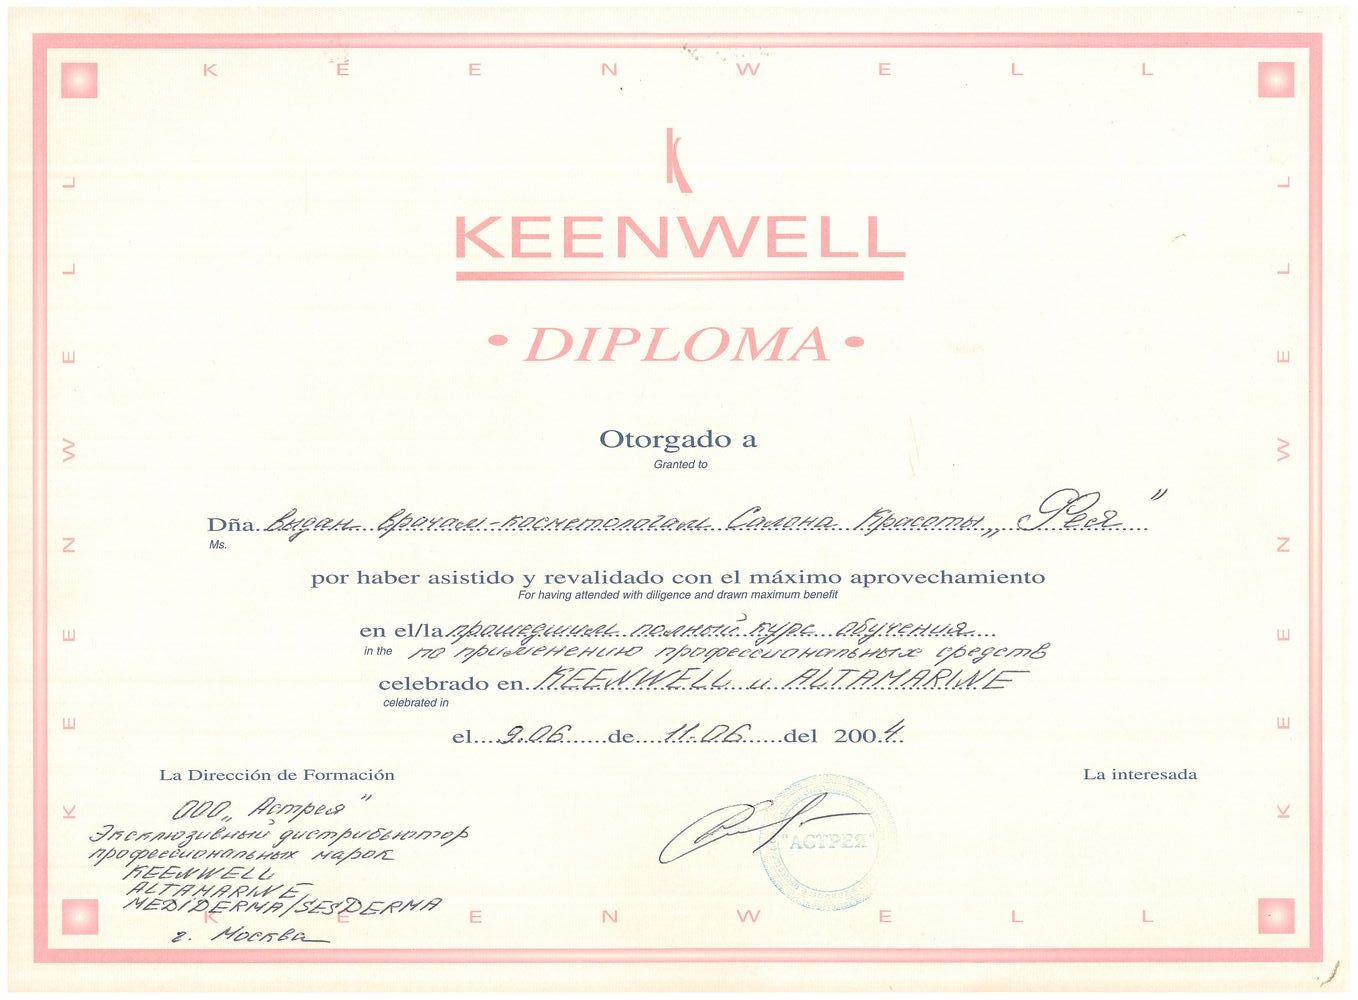 K E E N W E L L
KEENWELL
• DIPLOMA •
Otorgado a
Granted to
Dña. выдан врачам-косметологам Салона Красоты „Рея”
Ms.
por haber asistido y revalidado con el máximo aprovechamiento
For having attended with diligence and drawn maximum benefit
en el/la прошедшим полный курс обучения
in the по применению профессиональных средств
celebrado en KEENWELL и ALTAMARINE
celebrated in
el....9.06......de....11.06......del 2004.
La Dirección de Formación
La interesada
ООО „Астрея”
Эксклюзивный дистрибьютор
профессиональных марок
KEENWELL
ALTAMARINE
MEDIDERMA/SESDERMA
г. Москва
"АСТРЕЯ"
K E E N W E L L
K E E N W E L L
K E E N W E L L